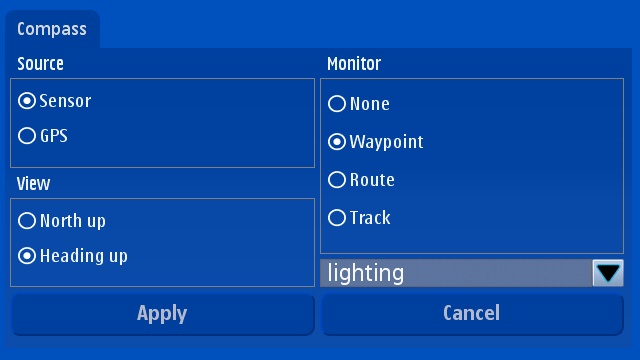 Compass
Source
Sensor
GPS
View
North up
Heading up
Monitor
None
Waypoint
Route
Track
lighting
Apply
Cancel